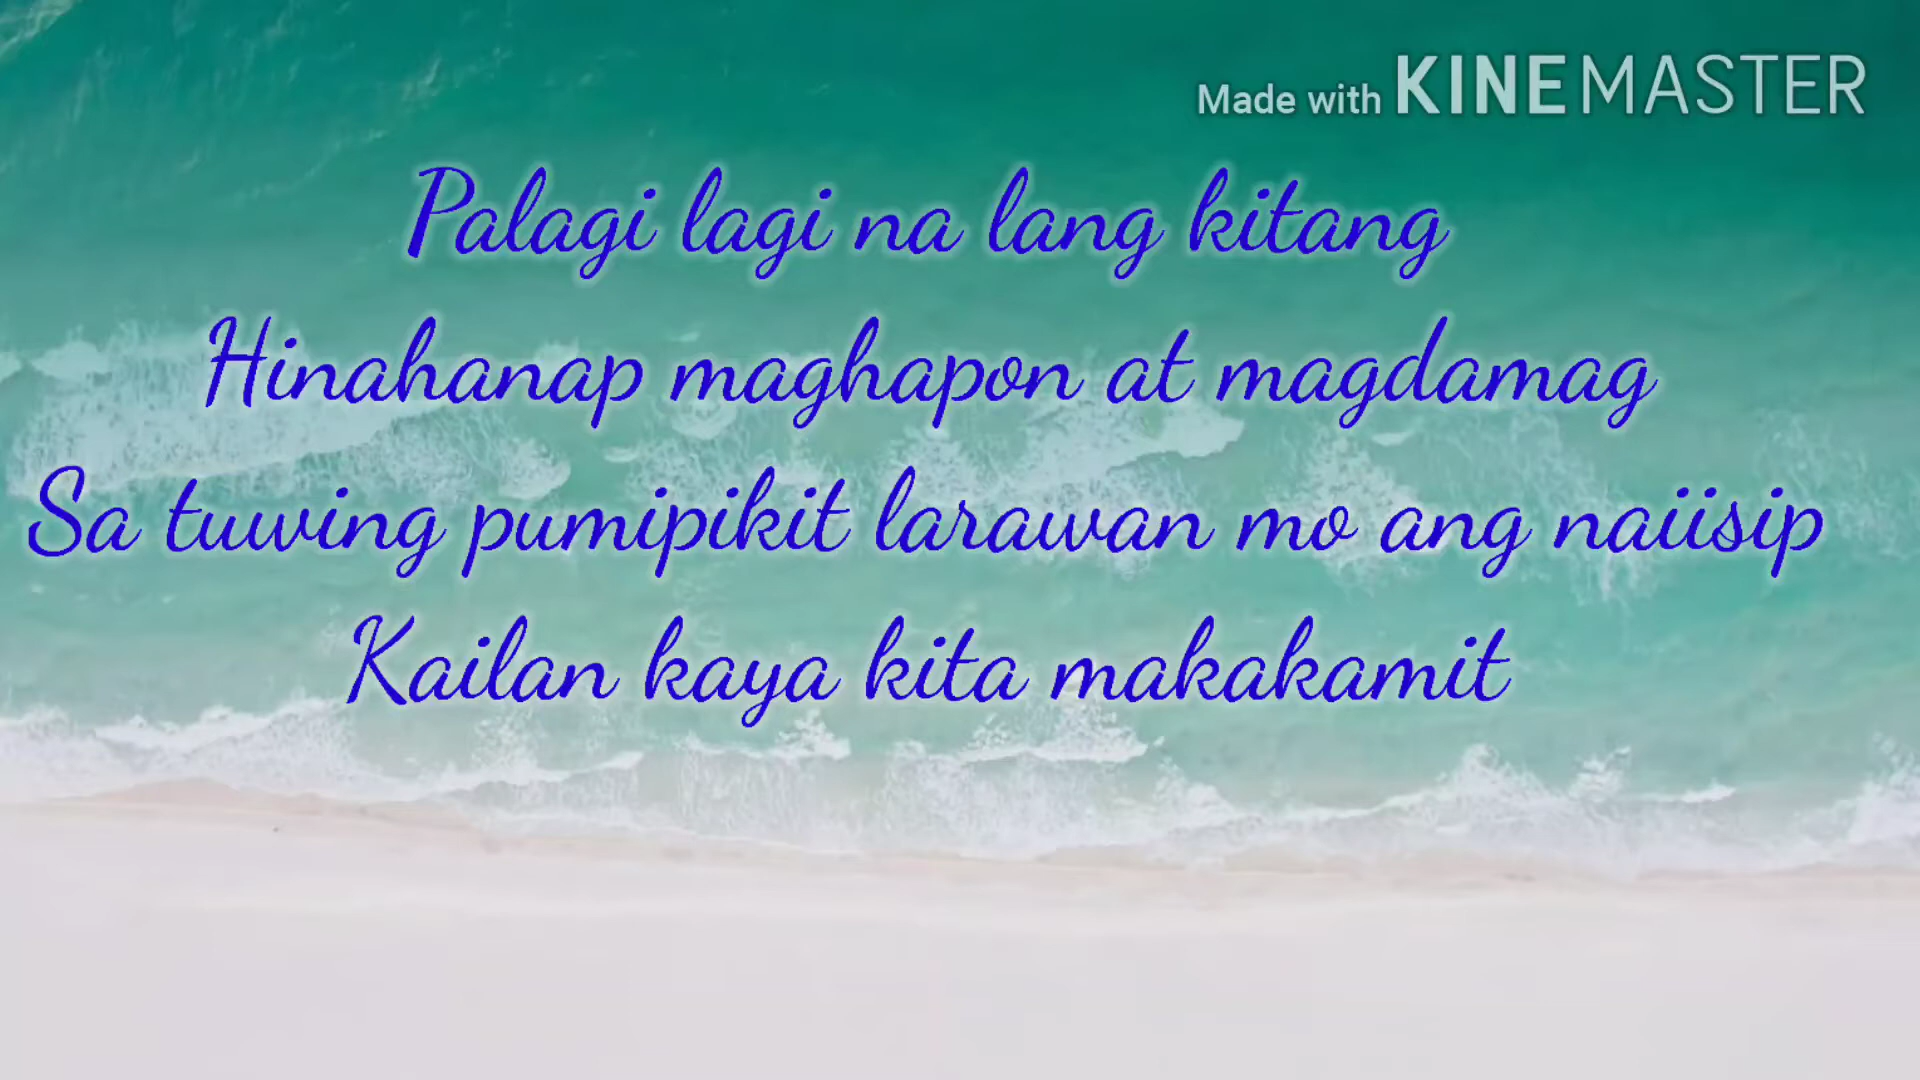 Made with KINEMASTER
Palagi lagi na lang kitang
Hinahanap maghapon at magdamag
Sa tuwing pumipikit larawan mo ang naiisip
Kailan kaya kita makakamit